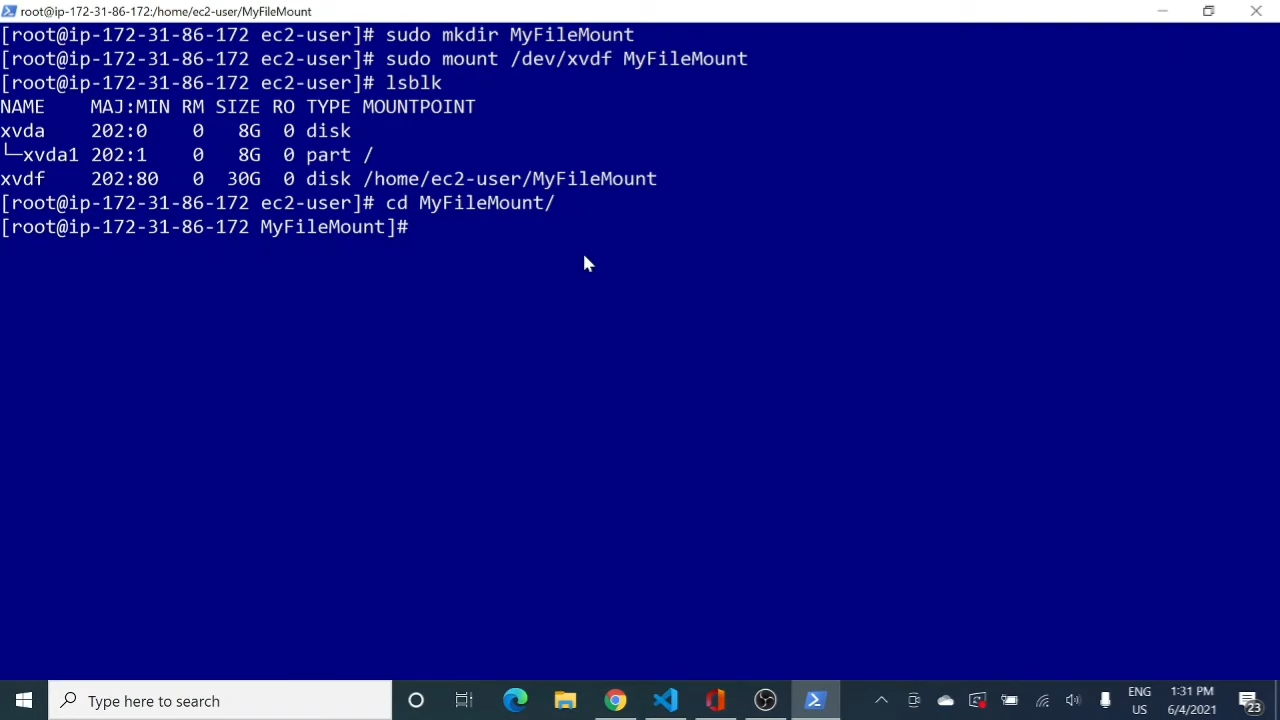 root@ip-172-31-86-172:/home/ec2-user/MyFileMount
[root@ip-172-31-86-172 ec2-user]# sudo mkdir MyFileMount
[root@ip-172-31-86-172 ec2-user]# sudo mount /dev/xvdf MyFileMount
[root@ip-172-31-86-172 ec2-user]# lsblk
NAME    MAJ:MIN RM SIZE RO TYPE MOUNTPOINT
xvda    202:0    0   8G  0 disk
└─xvda1 202:1    0   8G  0 part /
xvdf    202:80   0  30G  0 disk /home/ec2-user/MyFileMount
[root@ip-172-31-86-172 ec2-user]# cd MyFileMount/
[root@ip-172-31-86-172 MyFileMount]#
Type here to search
ENG
US
1:31 PM
6/4/2021
23